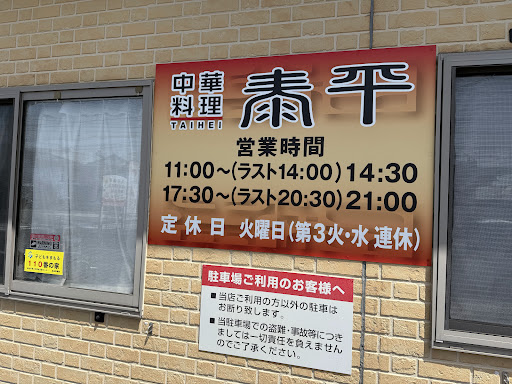 中華
料理
TAIHEI
泰平
営業時間
11:00〜(ラスト14:00)14:30
17:30〜(ラスト20:30)21:00
定休日 火曜日(第3火・水 連休)
駐車場ご利用のお客様へ
■当店ご利用の方以外の駐車は
お断り致します。
■当駐車場での盗難・事故等につき
ましては一切責任を負えません
のでご了承ください。
110番の家